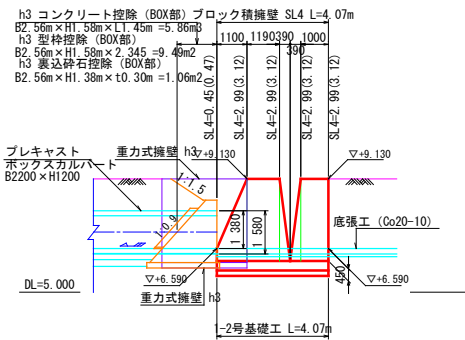 h3 コンクリート控除 (BOX部)
B2.56m×H1.58m×L1.45m =5.86m3
h3 型枠控除 (BOX部)
B2.56m×H1.58m×2.345 =9.49m2
h3 裏込砕石控除 (BOX部)
B2.56m×H1.38m×t0.30m =1.06m2
ブロック積擁壁 SL4 L=4.07m
1100
1190
390
390
1000
SL4=0.45(0.47)
SL4=2.99(3.12)
SL4=2.99(3.12)
SL4=2.99(3.12)
SL4=2.99(3.12)
プレキャスト
ボックスカルバート
B2200×H1200
重力式擁壁 h3
▽+9.130
▽+9.130
1:1.5
1:0.9
1 380
1 580
底張工 (Co20-10)
DL=5.000
▽+6.590
▽+6.590
450
重力式擁壁 h3
1-2号基礎工 L=4.07m